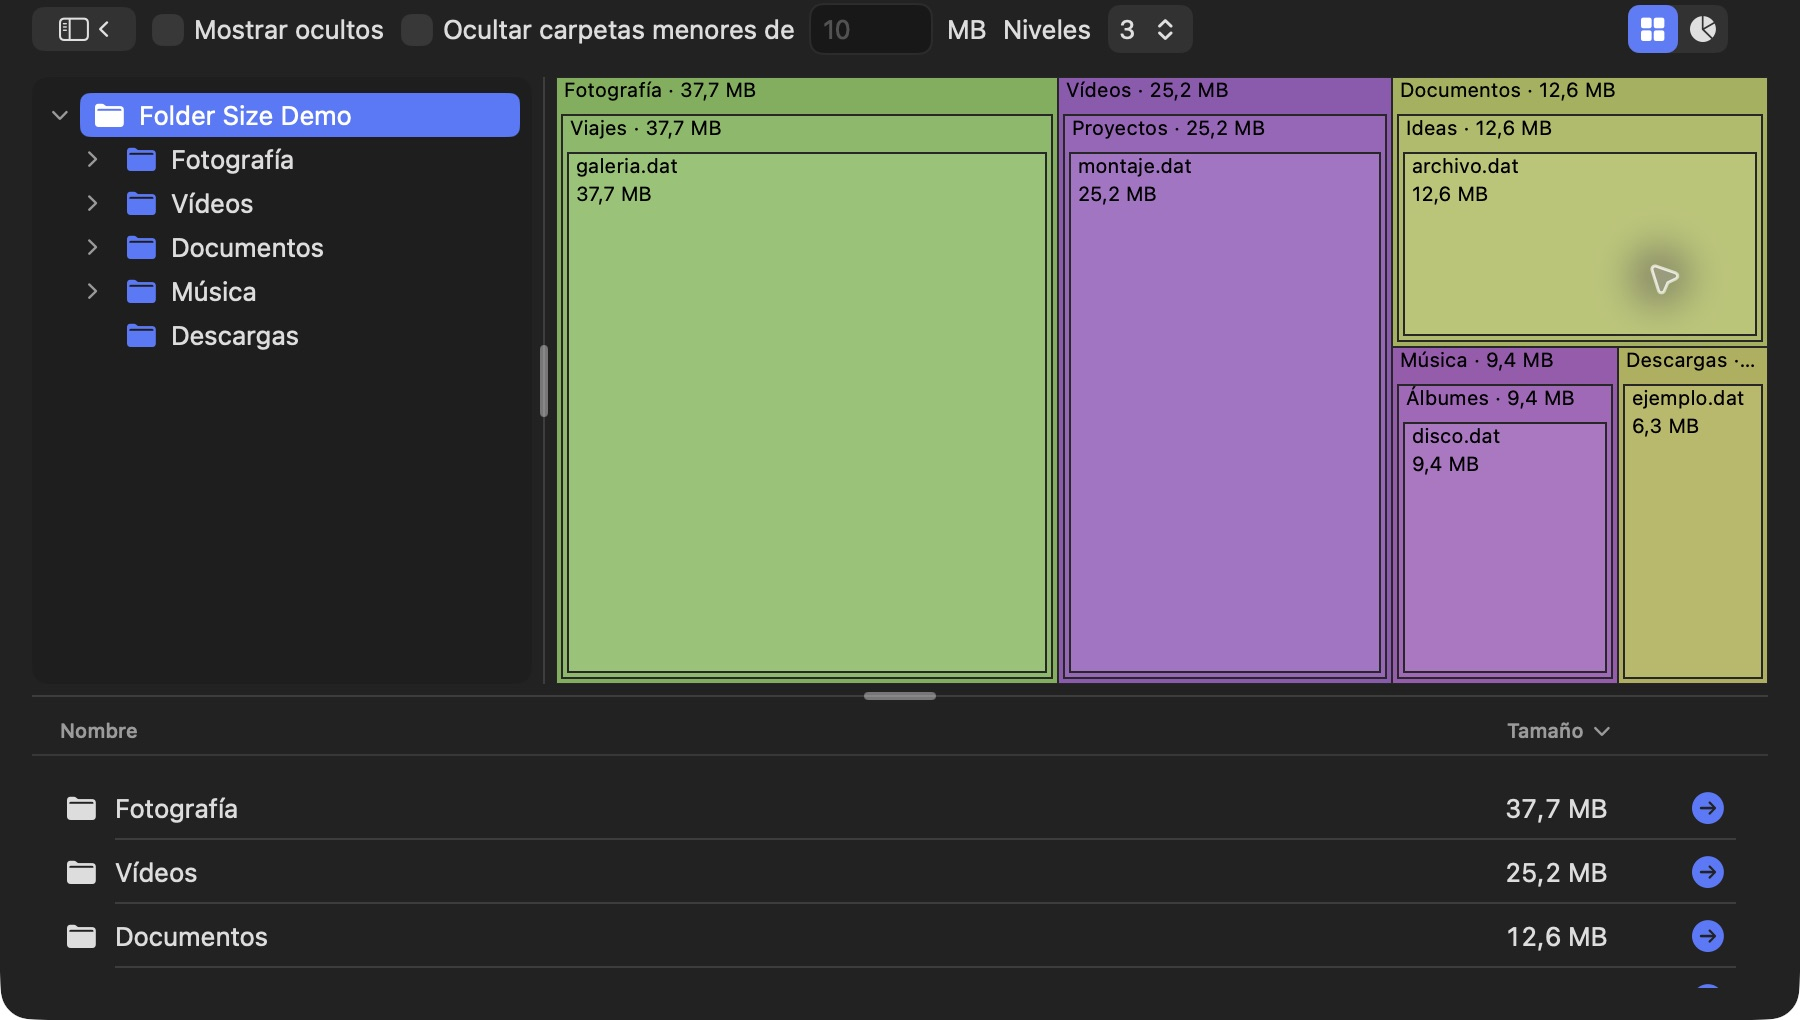 Mostrar ocultos
Ocultar carpetas menores de 10 MB
Niveles 3
Folder Size Demo
Fotografía
Vídeos
Documentos
Música
Descargas
Fotografía · 37,7 MB
Viajes · 37,7 MB
galeria.dat
37,7 MB
Vídeos · 25,2 MB
Proyectos · 25,2 MB
montaje.dat
25,2 MB
Documentos · 12,6 MB
Ideas · 12,6 MB
archivo.dat
12,6 MB
Música · 9,4 MB
Álbumes · 9,4 MB
disco.dat
9,4 MB
Descargas ·...
ejemplo.dat
6,3 MB
Nombre Tamaño
Fotografía 37,7 MB
Vídeos 25,2 MB
Documentos 12,6 MB